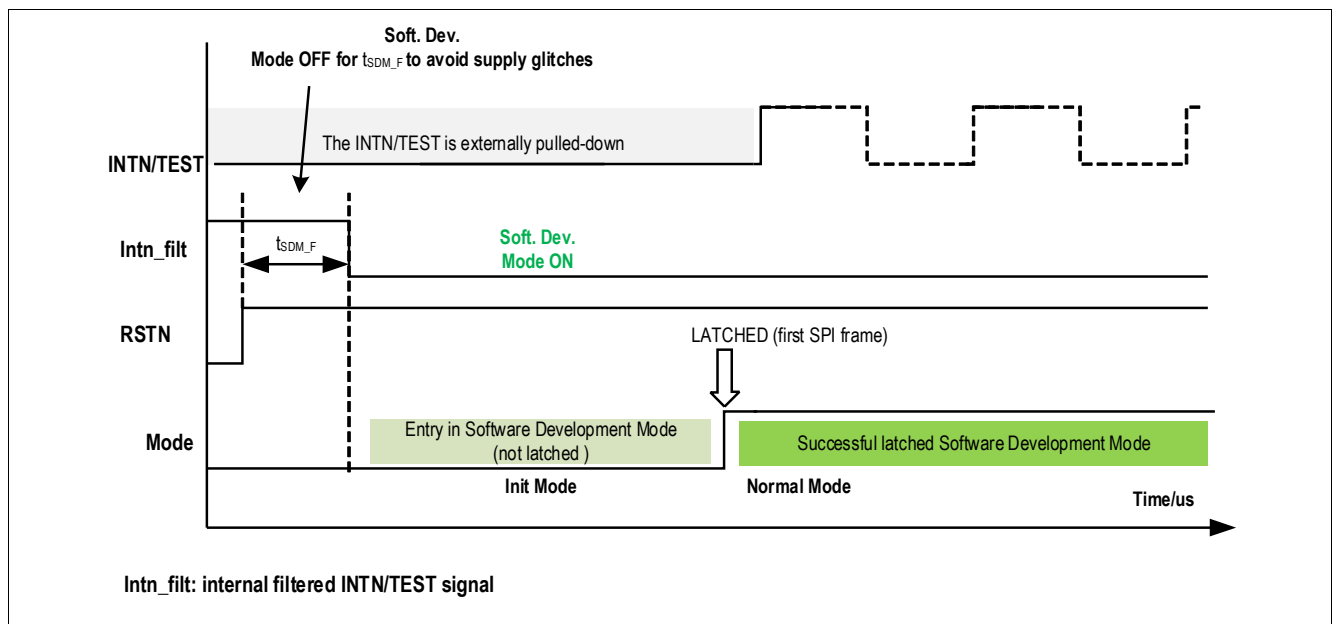 Soft. Dev.
Mode OFF for tSDM_F to avoid supply glitches
The INTN/TEST is externally pulled-down
INTN/TEST
Intn_filt
tSDM_F
Soft. Dev.
Mode ON
RSTN
LATCHED (first SPI frame)
Mode
Entry in Software Development Mode
(not latched )
Successful latched Software Development Mode
Init Mode
Normal Mode
Time/us
Intn_filt: internal filtered INTN/TEST signal